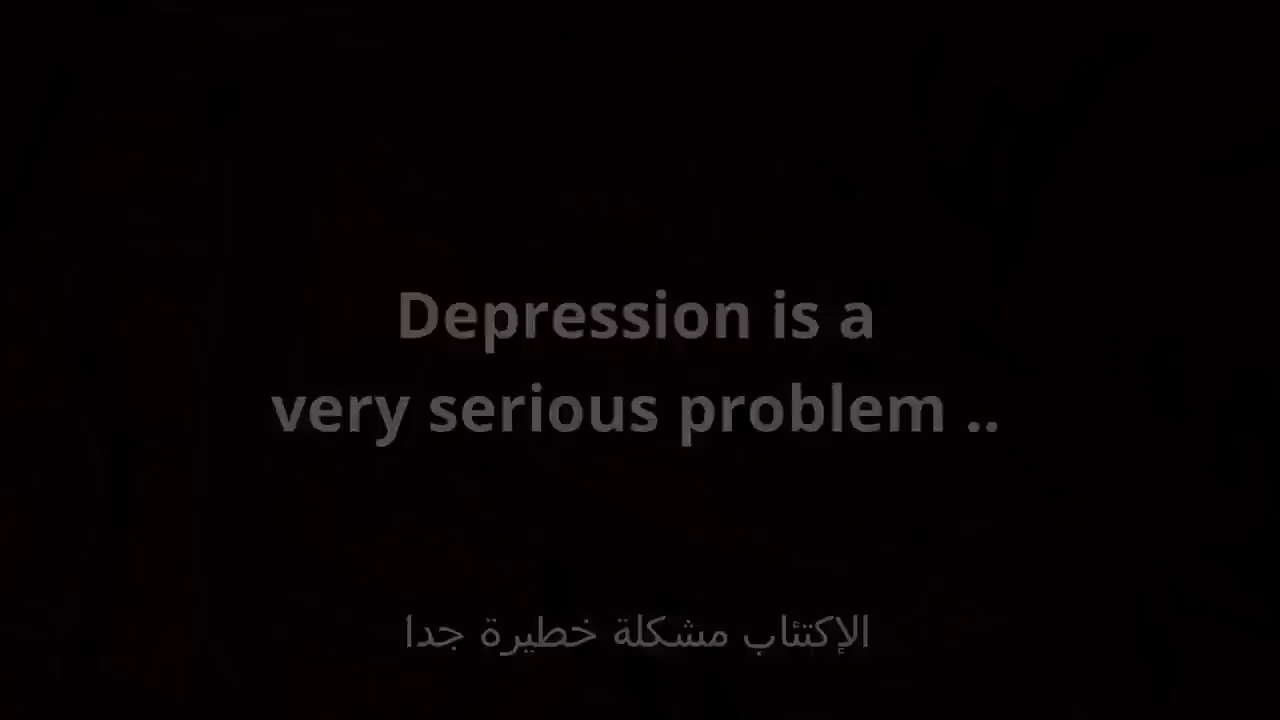 Depression is a
very serious problem ..
الإكتئاب مشكلة خطيرة جدا